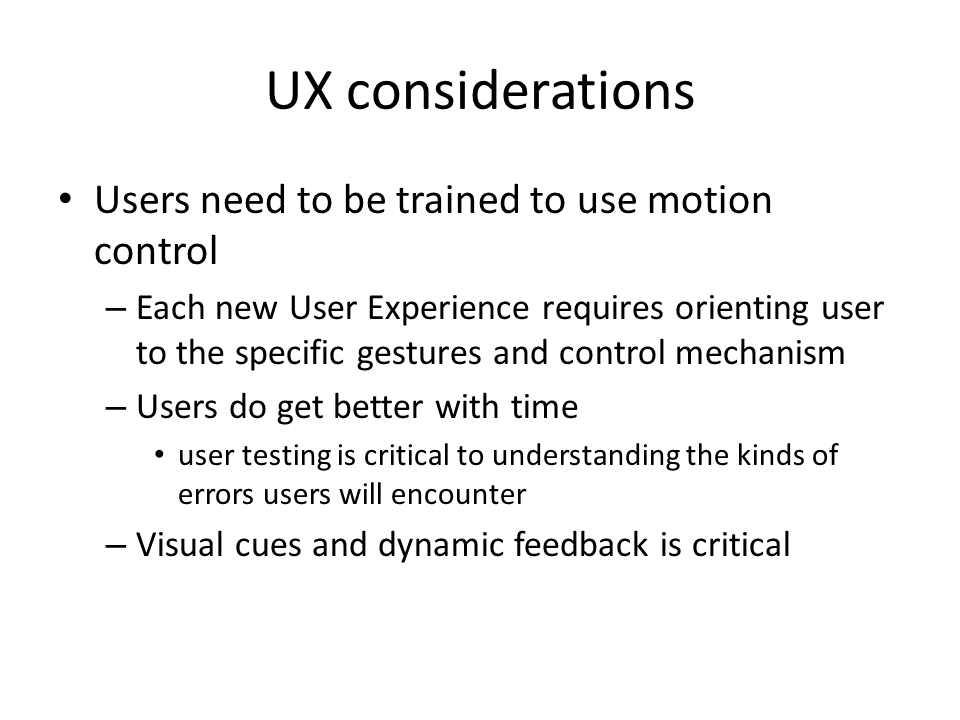 UX considerations
• Users need to be trained to use motion
control
– Each new User Experience requires orienting user
to the specific gestures and control mechanism
– Users do get better with time
• user testing is critical to understanding the kinds of
errors users will encounter
– Visual cues and dynamic feedback is critical